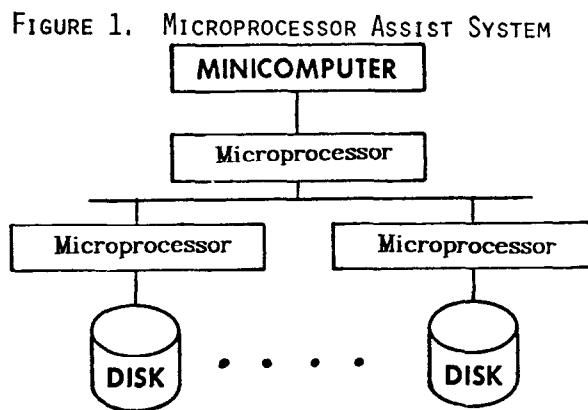 FIGURE 1. MICROPROCESSOR ASSIST SYSTEM
MINICOMPUTER
Microprocessor
Microprocessor Microprocessor
DISK DISK